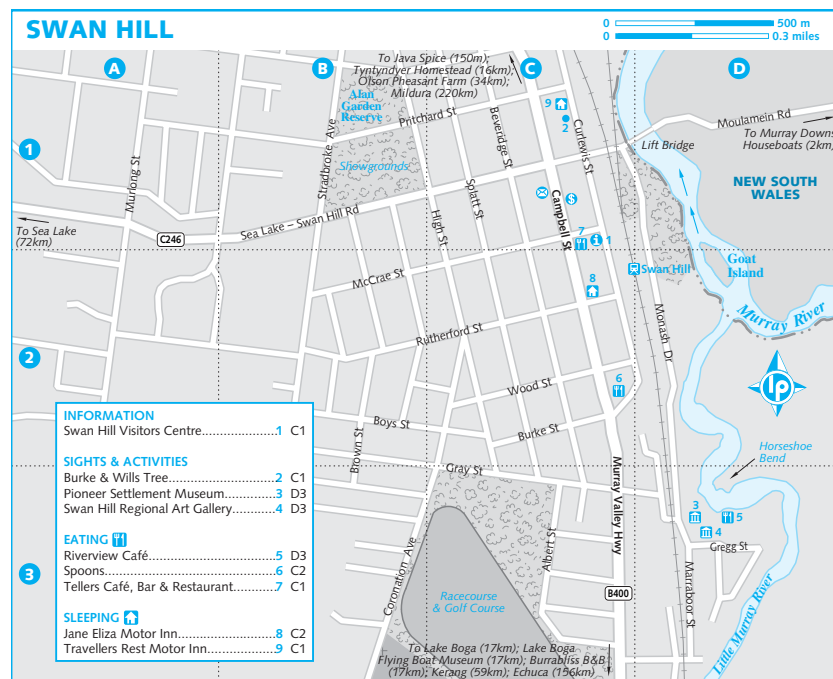 SWAN HILL
0 500 m
0 0.3 miles
A
B
C
D
To Java Spice (150m);
Tyntyndyer Homestead (16km);
Olson Pheasant Farm (34km);
Mildura (220km)
Alan
Garden
Reserve
Pritchard St
9
2
Moulamein Rd
To Murray Downs
Houseboats (2km)
Lift Bridge
1
Murlong St
Stradbroke Ave
Showgrounds
Beveridge St
Curlewis St
Splatt St
High St
Campbell St
$
NEW SOUTH
WALES
To Sea Lake
(72km)
C246
Sea Lake – Swan Hill Rd
7
1
McCrae St
8
Swan Hill
Goat
Island
Murray River
Monash Dr
Rutherford St
2
Wood St
6
lp
Boys St
Burke St
Brown St
Gray St
Horseshoe
Bend
Murray Valley Hwy
INFORMATION
Swan Hill Visitors Centre 1 C1
SIGHTS & ACTIVITIES
Burke & Wills Tree 2 C1
Pioneer Settlement Museum 3 D3
Swan Hill Regional Art Gallery 4 D3
EATING
Riverview Café 5 D3
Spoons 6 C2
Tellers Café, Bar & Restaurant 7 C1
SLEEPING
Jane Eliza Motor Inn 8 C2
Travellers Rest Motor Inn 9 C1
3
5
4
Gregg St
3
Coronation Ave
Albert St
Racecourse
& Golf Course
B400
Marraboor St
Little Murray River
To Lake Boga (17km); Lake Boga
Flying Boat Museum (17km); Burrabliss B&B
(17km); Kerang (59km); Echuca (156km)